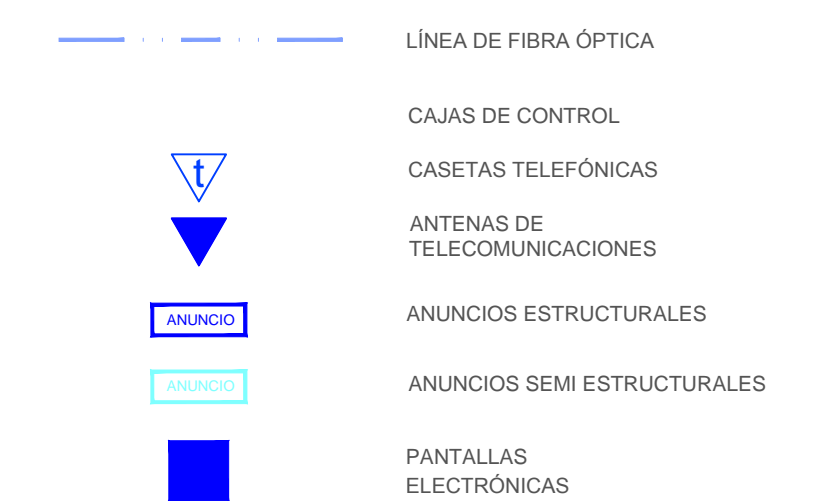 LÍNEA DE FIBRA ÓPTICA
CAJAS DE CONTROL
t
CASETAS TELEFÓNICAS
ANTENAS DE
TELECOMUNICACIONES
ANUNCIO
ANUNCIOS ESTRUCTURALES
ANUNCIO
ANUNCIOS SEMI ESTRUCTURALES
PANTALLAS
ELECTRÓNICAS